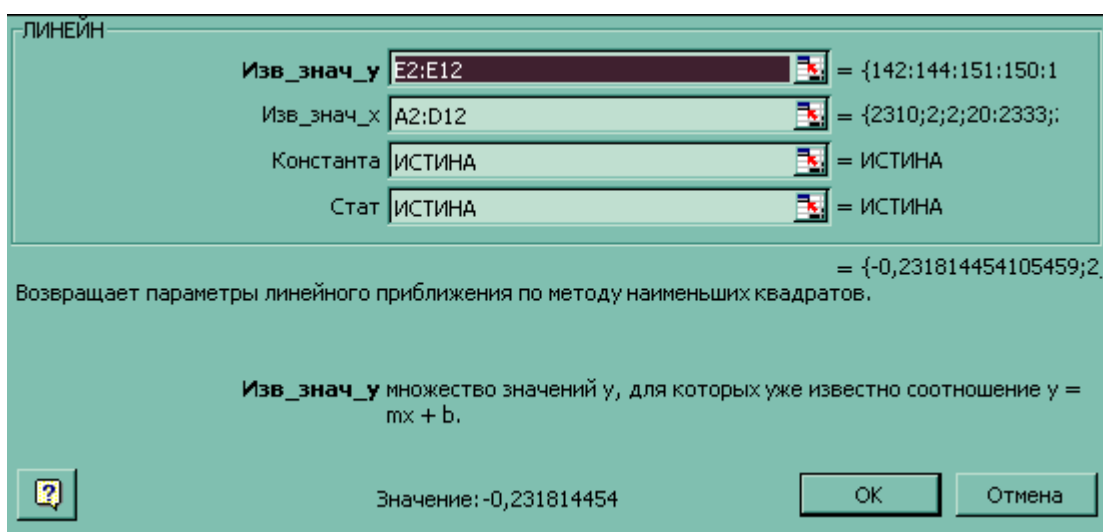 ЛИНЕЙН
Изв_знач_y E2:E12 = {142:144:151:150:1
Изв_знач_x A2:D12 = {2310;2;2;20:2333;
Константа ИСТИНА = ИСТИНА
Стат ИСТИНА = ИСТИНА
= {-0,231814454105459;2
Возвращает параметры линейного приближения по методу наименьших квадратов.
Изв_знач_y множество значений y, для которых уже известно соотношение y =
mx + b.
? Значение:-0,231814454 OK Отмена